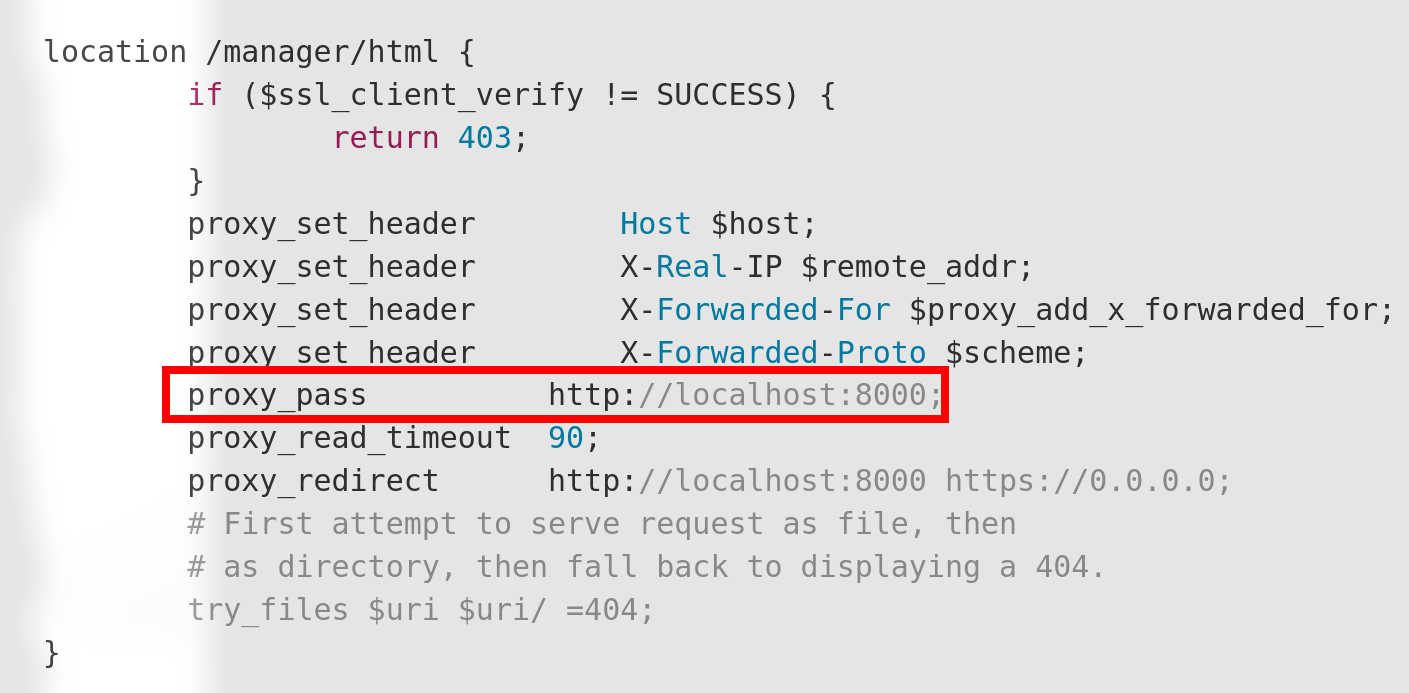 location /manager/html {
        if ($ssl_client_verify != SUCCESS) {
                return 403;
        }
        proxy_set_header        Host $host;
        proxy_set_header        X-Real-IP $remote_addr;
        proxy_set_header        X-Forwarded-For $proxy_add_x_forwarded_for;
        proxy_set_header        X-Forwarded-Proto $scheme;
        proxy_pass          http://localhost:8000;
        proxy_read_timeout  90;
        proxy_redirect      http://localhost:8000 https://0.0.0.0;
        # First attempt to serve request as file, then
        # as directory, then fall back to displaying a 404.
        try_files $uri $uri/ =404;
}